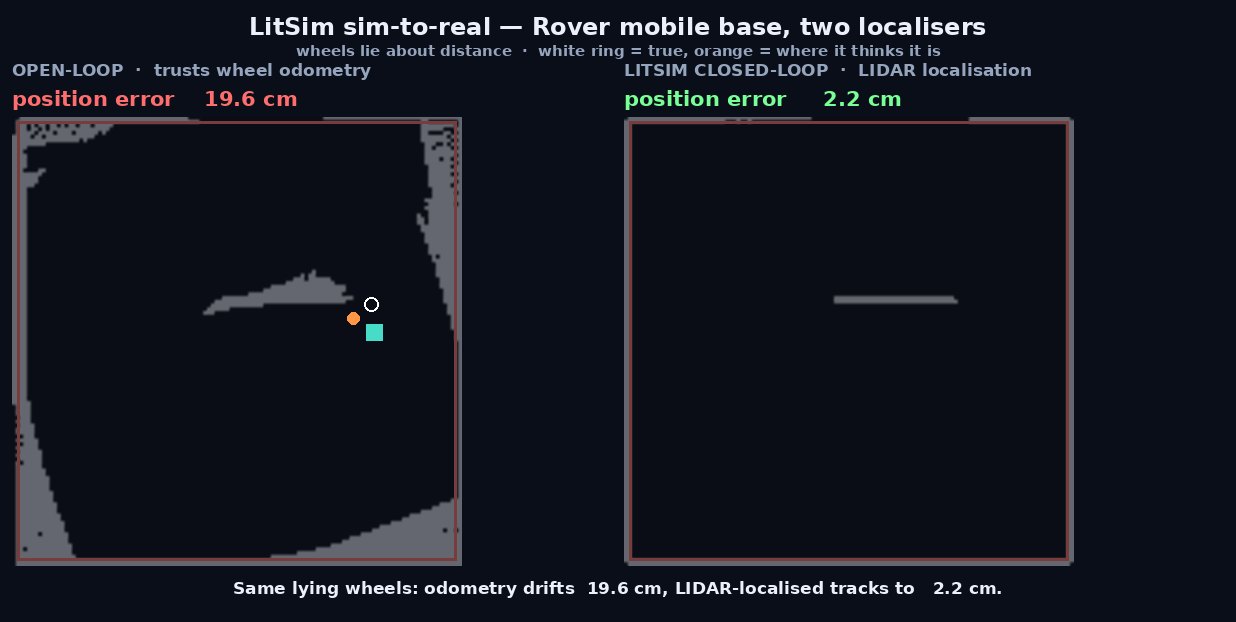 LitSim sim-to-real — Rover mobile base, two localisers
wheels lie about distance · white ring = true, orange = where it thinks it is
OPEN-LOOP · trusts wheel odometry
position error 19.6 cm
LITSIM CLOSED-LOOP · LIDAR localisation
position error 2.2 cm
Same lying wheels: odometry drifts 19.6 cm, LIDAR-localised tracks to 2.2 cm.